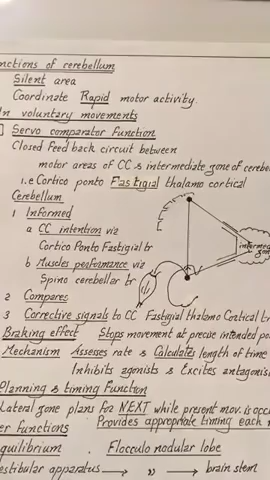 nctions of cerebellum
Silent area
Coordinate Rapid motor activity.
In voluntary movements
Servo comparator Function
Closed Feed back circuit between
motor areas of CC & intermediate zone of cerebe
i.e Cortico ponto Fastigial thalamo cortical
Cerebellum
1 Informed
a CC intention via
Cortico Ponto Fastigial tr
intermed
zone
b Muscles performance via
Spino cerebellar tr
2 Compares
3 Corrective signals to CC Fastigial thalamo Cortical tr
Braking effect Stops movement at precise intended po
Mechanism Assesses rate & Calculates length of time
Inhibits agonists & Excites antagonis
Planning & timing Function
Lateral zone plans for NEXT while present mov. is occ
er functions Provides appropriate timing each
quilibrium . Flocculo nodular lobe
estibular apparatus → " → brain stem